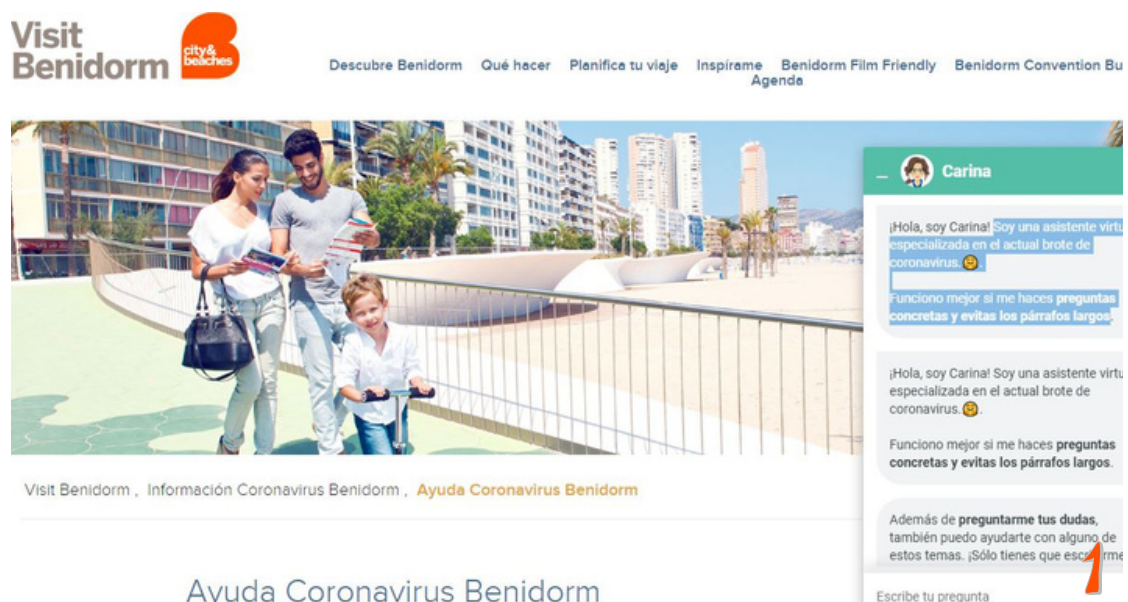 Visit
Benidorm
city&
beaches
Descubre Benidorm Qué hacer Planifica tu viaje Inspírame Benidorm Film Friendly Benidorm Convention Bu
Agenda
Carina
¡Hola, soy Carina! Soy una asistente virtu
especializada en el actual brote de
coronavirus. .
Funciono mejor si me haces preguntas
concretas y evitas los párrafos largos.
¡Hola, soy Carina! Soy una asistente virtu
especializada en el actual brote de
coronavirus. .
Funciono mejor si me haces preguntas
concretas y evitas los párrafos largos.
Además de preguntarme tus dudas,
también puedo ayudarte con alguno de
estos temas. ¡Sólo tienes que
Escribe tu pregunta
1
Visit Benidorm , Información Coronavirus Benidorm , Ayuda Coronavirus Benidorm
Ayuda Coronavirus Benidorm